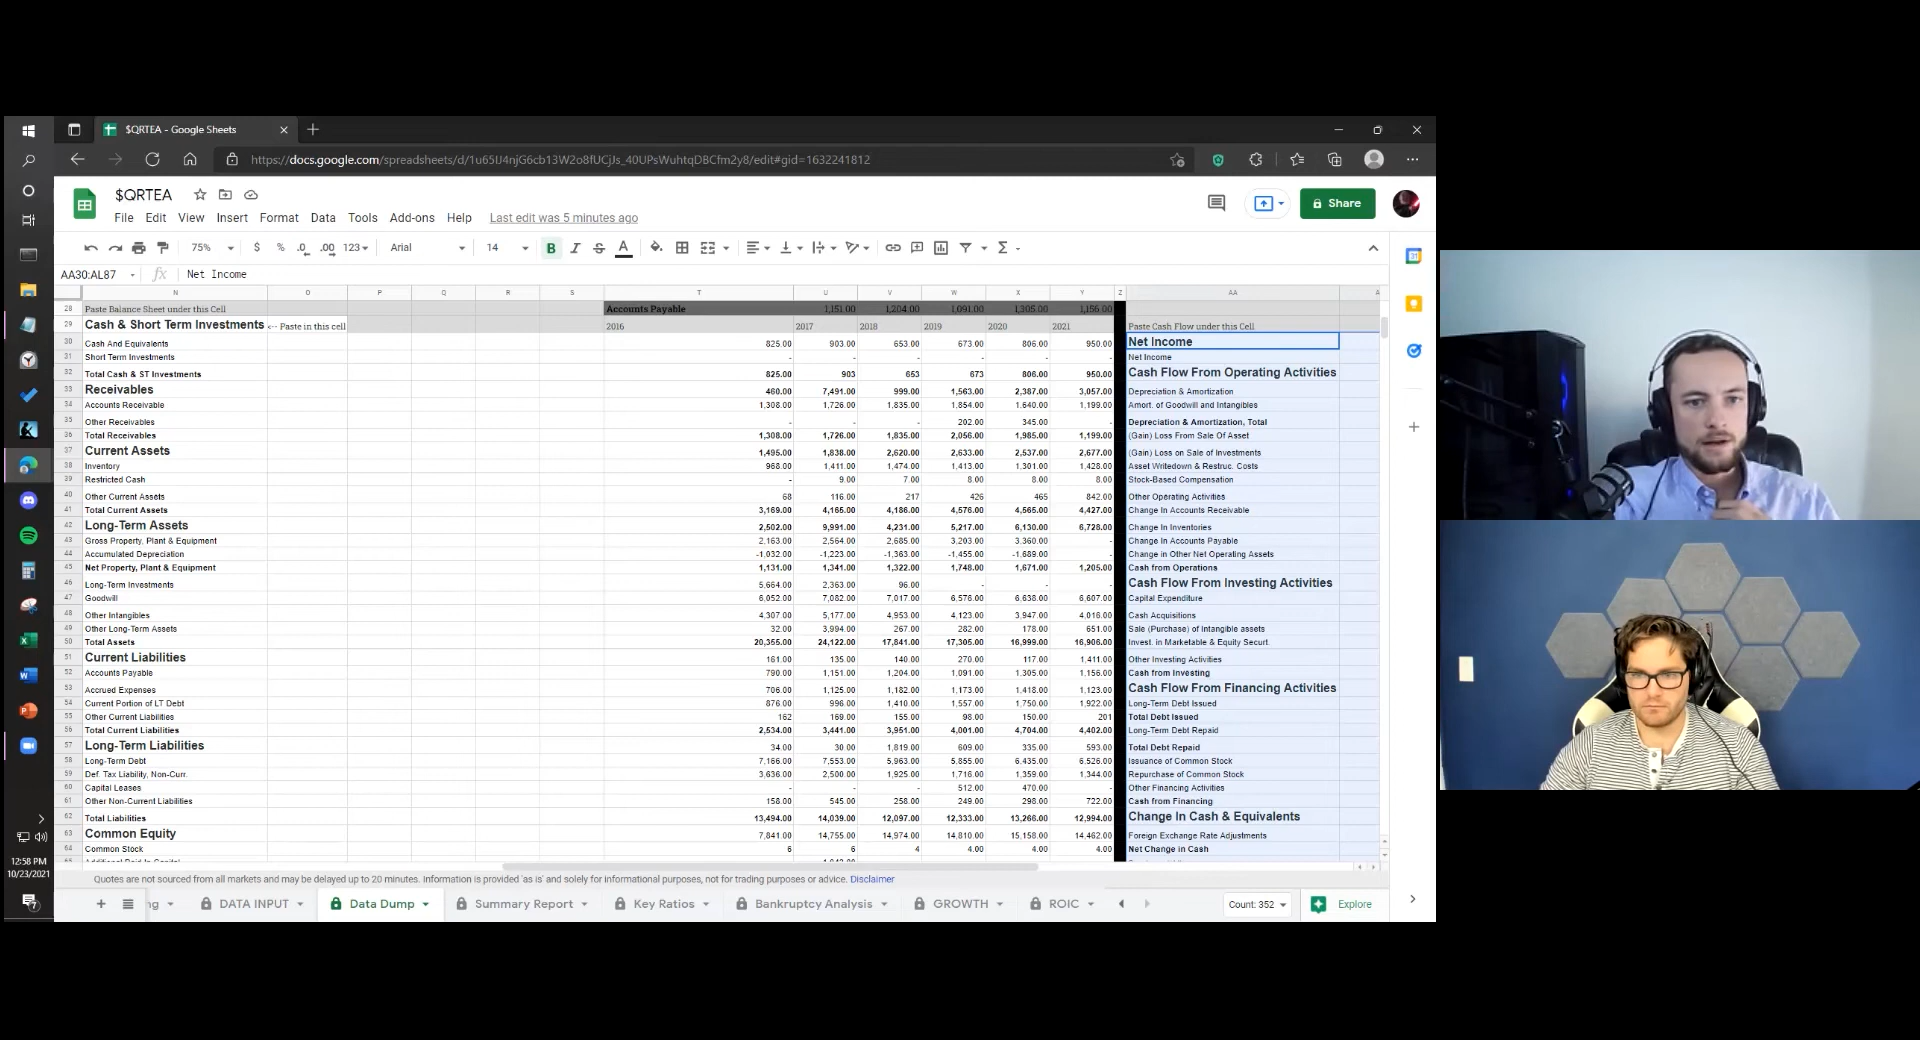 $QRTEA - Google Sheets
https://docs.google.com/spreadsheets/d/1u65IJ4njG6cb13W2o8fUCjJs_40UPsWuhtqDBCfm2y8/edit#gid=1632241812
$QRTEA
File Edit View Insert Format Data Tools Add-ons Help Last edit was 5 minutes ago
Share
75% $ % .0 .00 123 Arial 14 B I S A
AA30:AL87 fx Net Income
N O P Q R S T U V W X Y Z AA
28 Paste Balance Sheet under this Cell Accounts Payable 1,151.00 1,204.00 1,091.00 1,305.00 1,156.00
29 Cash & Short Term Investments <-- Paste in this cell 2016 2017 2018 2019 2020 2021 Paste Cash Flow under this Cell
30 Cash And Equivalents 825.00 903.00 653.00 673.00 806.00 950.00 Net Income
31 Short Term Investments - - - - - - Net Income
32 Total Cash & ST Investments 825.00 903 653 673 806.00 950.00 Cash Flow From Operating Activities
33 Receivables 460.00 7,491.00 999.00 1,563.00 2,387.00 3,057.00 Depreciation & Amortization
34 Accounts Receivable 1,308.00 1,726.00 1,835.00 1,854.00 1,640.00 1,199.00 Amort. of Goodwill and Intangibles
35 Other Receivables - - - 202.00 345.00 - Depreciation & Amortization, Total
36 Total Receivables 1,308.00 1,726.00 1,835.00 2,056.00 1,985.00 1,199.00 (Gain) Loss From Sale Of Asset
37 Current Assets 1,495.00 1,838.00 2,620.00 2,633.00 2,537.00 2,677.00 (Gain) Loss on Sale of Investments
38 Inventory 968.00 1,411.00 1,474.00 1,413.00 1,301.00 1,428.00 Asset Writedown & Restruc. Costs
39 Restricted Cash - 9.00 7.00 8.00 8.00 8.00 Stock-Based Compensation
40 Other Current Assets 68 116.00 217 426 465 842.00 Other Operating Activities
41 Total Current Assets 3,169.00 4,165.00 4,186.00 4,576.00 4,565.00 4,427.00 Change In Accounts Receivable
42 Long-Term Assets 2,502.00 9,991.00 4,231.00 5,217.00 6,130.00 6,728.00 Change In Inventories
43 Gross Property, Plant & Equipment 2,163.00 2,564.00 2,685.00 3,203.00 3,360.00 - Change In Accounts Payable
44 Accumulated Depreciation -1,032.00 -1,223.00 -1,363.00 -1,455.00 -1,689.00 - Change in Other Net Operating Assets
45 Net Property, Plant & Equipment 1,131.00 1,341.00 1,322.00 1,748.00 1,671.00 1,205.00 Cash from Operations
46 Long-Term Investments 5,664.00 2,363.00 96.00 - - - Cash Flow From Investing Activities
47 Goodwill 6,052.00 7,082.00 7,017.00 6,576.00 6,638.00 6,607.00 Capital Expenditure
48 Other Intangibles 4,307.00 5,177.00 4,953.00 4,123.00 3,947.00 4,016.00 Cash Acquisitions
49 Other Long-Term Assets 32.00 3,994.00 267.00 282.00 178.00 651.00 Sale (Purchase) of Intangible assets
50 Total Assets 20,355.00 24,122.00 17,841.00 17,305.00 16,999.00 16,906.00 Invest. in Marketable & Equity Securt.
51 Current Liabilities 161.00 135.00 140.00 270.00 117.00 1,411.00 Other Investing Activities
52 Accounts Payable 790.00 1,151.00 1,204.00 1,091.00 1,305.00 1,156.00 Cash from Investing
53 Accrued Expenses 706.00 1,125.00 1,182.00 1,173.00 1,418.00 1,123.00 Cash Flow From Financing Activities
54 Current Portion of LT Debt 876.00 996.00 1,410.00 1,557.00 1,750.00 1,922.00 Long-Term Debt Issued
55 Other Current Liabilities 162 169.00 155.00 98.00 150.00 201 Total Debt Issued
56 Total Current Liabilities 2,534.00 3,441.00 3,951.00 4,001.00 4,704.00 4,402.00 Long-Term Debt Repaid
57 Long-Term Liabilities 34.00 30.00 1,819.00 609.00 335.00 593.00 Total Debt Repaid
58 Long-Term Debt 7,166.00 7,553.00 5,963.00 5,855.00 6,435.00 6,526.00 Issuance of Common Stock
59 Def. Tax Liability, Non-Curr. 3,636.00 2,500.00 1,925.00 1,716.00 1,359.00 1,344.00 Repurchase of Common Stock
60 Capital Leases - - - 512.00 470.00 - Other Financing Activities
61 Other Non-Current Liabilities 158.00 545.00 258.00 249.00 298.00 722.00 Cash from Financing
62 Total Liabilities 13,494.00 14,039.00 12,097.00 12,333.00 13,266.00 12,994.00 Change In Cash & Equivalents
63 Common Equity 7,841.00 14,755.00 14,974.00 14,810.00 15,158.00 14,462.00 Foreign Exchange Rate Adjustments
64 Common Stock 6 6 4 4.00 4.00 4.00 Net Change in Cash
Quotes are not sourced from all markets and may be delayed up to 20 minutes. Information is provided 'as is' and solely for informational purposes, not for trading purposes or advice. Disclaimer
ng DATA INPUT Data Dump Summary Report Key Ratios Bankruptcy Analysis GROWTH ROIC Count: 352 Explore
12:58 PM
10/23/2021